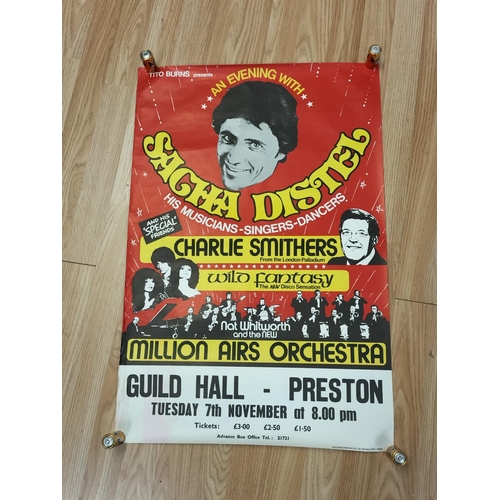 TITO BURNS presents
AN EVENING WITH
SACHA DISTEL
HIS MUSICIANS-SINGERS-DANCERS
AND HIS
"SPECIAL"
FRIENDS
CHARLIE SMITHERS
From the London Palladium
Wild Fantasy
The NEW Disco Sensation
Nat Whitworth
and the NEW
MILLION AIRS ORCHESTRA
GUILD HALL - PRESTON
TUESDAY 7th NOVEMBER at 8.00 pm
Tickets: £3·00 £2·50 £1·50
Advance Box Office Tel.: 21721